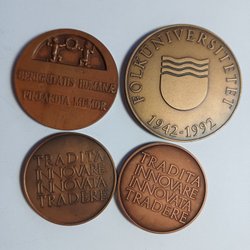 FOLKUNIVERSITETET
1942-1992
TRADITA
INNOVARE
INNOVATA
TRADERE
TRADITA
INNOVARE
INNOVATA
TRADERE